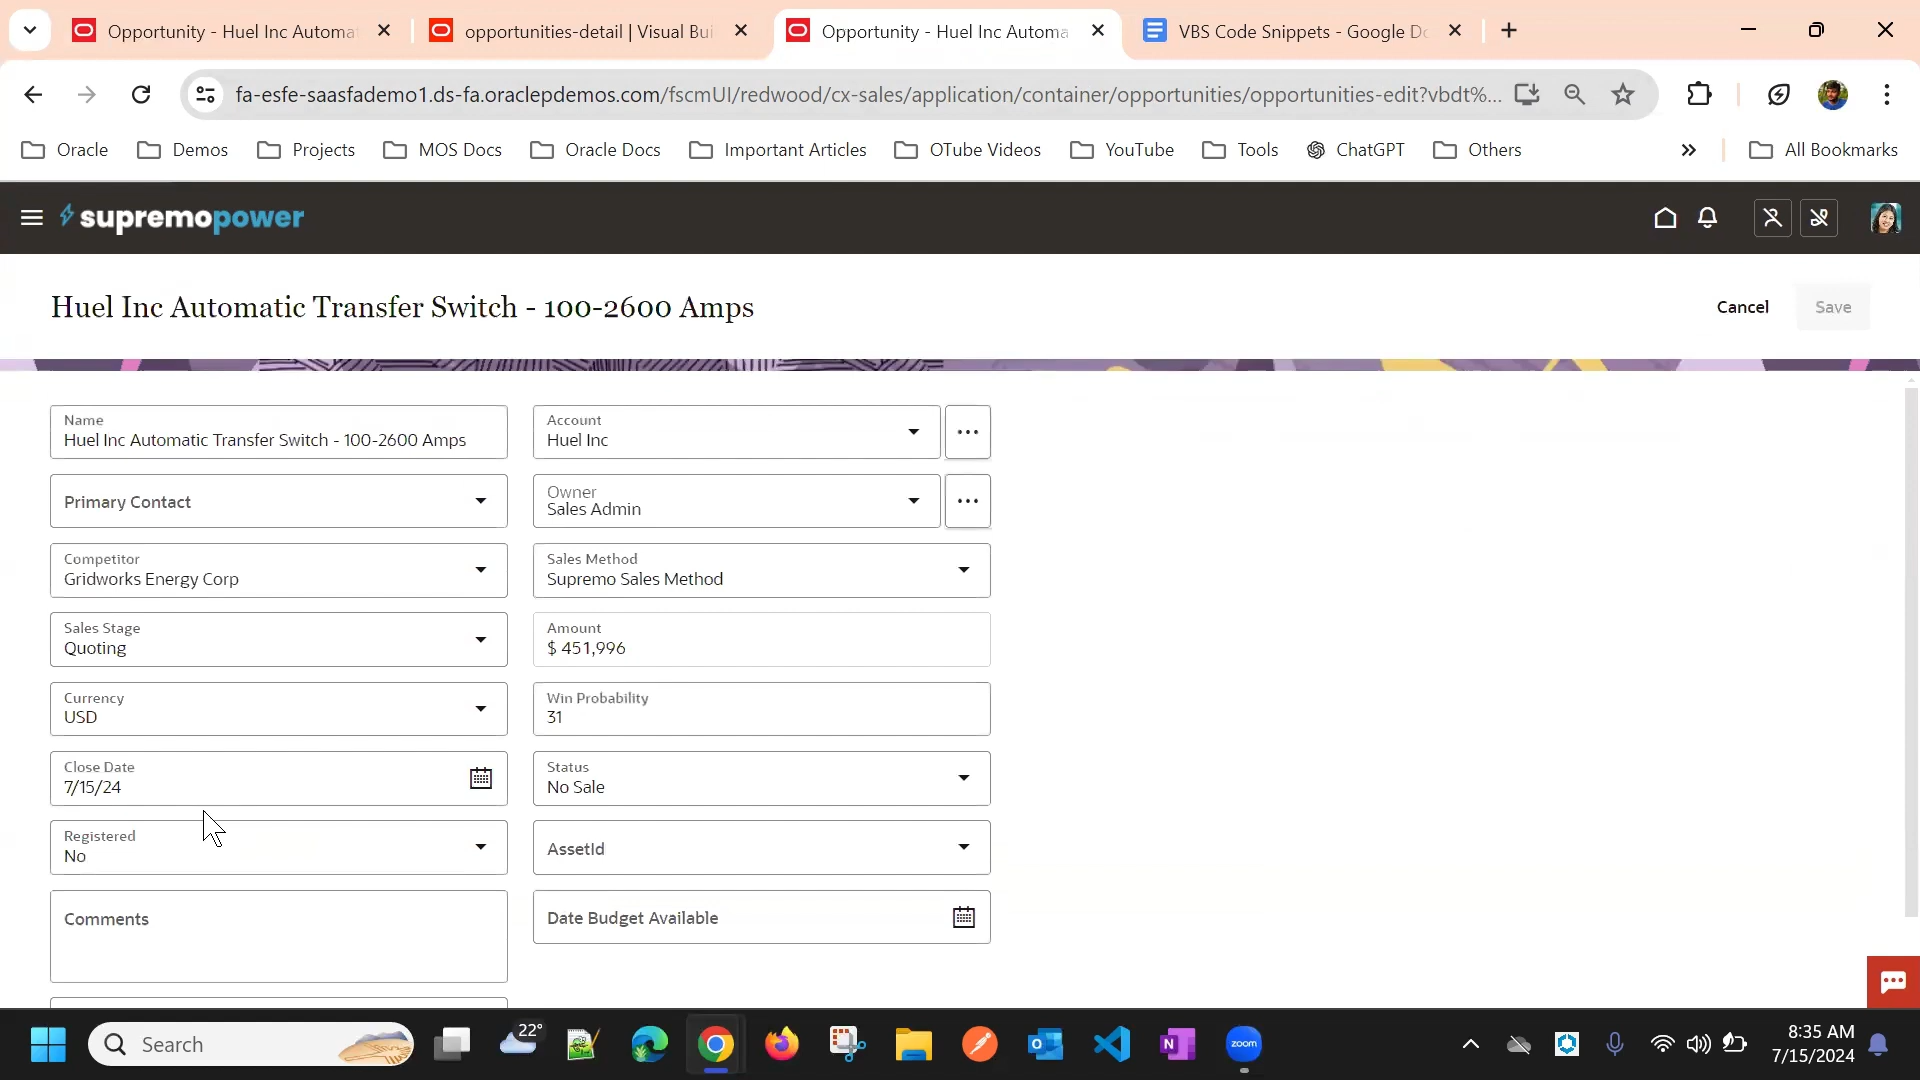 Opportunity - Huel Inc Automa
opportunities-detail | Visual Bui
Opportunity - Huel Inc Automa
VBS Code Snippets - Google Do
fa-esfe-saasfademo1.ds-fa.oraclepdemos.com/fscmUI/redwood/cx-sales/application/container/opportunities/opportunities-edit?vbdt%...
Oracle
Demos
Projects
MOS Docs
Oracle Docs
Important Articles
OTube Videos
YouTube
Tools
ChatGPT
Others
All Bookmarks
supremopower
Huel Inc Automatic Transfer Switch - 100-2600 Amps
Cancel
Save
Name
Huel Inc Automatic Transfer Switch - 100-2600 Amps
Account
Huel Inc
Primary Contact
Owner
Sales Admin
Competitor
Gridworks Energy Corp
Sales Method
Supremo Sales Method
Sales Stage
Quoting
Amount
$ 451,996
Currency
USD
Win Probability
31
Close Date
7/15/24
Status
No Sale
Registered
No
AssetId
Comments
Date Budget Available
Search
22°
zoom
8:35 AM
7/15/2024